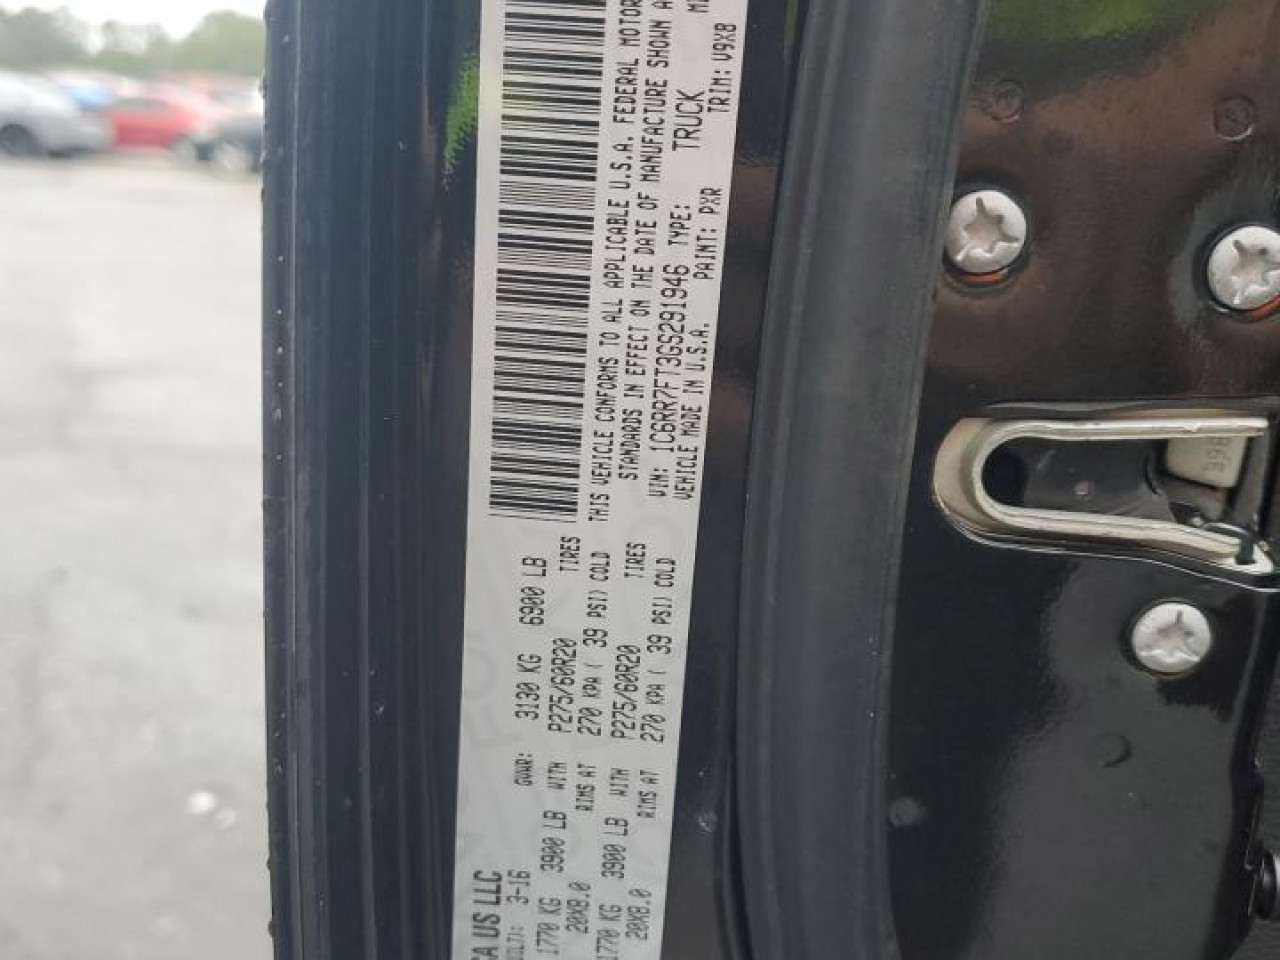 CA US LLC
3-16 GVWR: 3130 KG 6900 LB
1770 KG 3900 LB WITH P275/60R20 TIRES
20X8.0 RIMS AT 270 KPA ( 39 PSI) COLD
1770 KG 3900 LB WITH P275/60R20 TIRES
20X8.0 RIMS AT 270 KPA ( 39 PSI) COLD
THIS VEHICLE CONFORMS TO ALL APPLICABLE U.S.A. FEDERAL MOTOR
STANDARDS IN EFFECT ON THE DATE OF MANUFACTURE SHOWN
VIN: 1C6RR7FT3GS291946 TYPE: TRUCK
VEHICLE MADE IN U.S.A. PAINT: PXR TRIM: V9X8